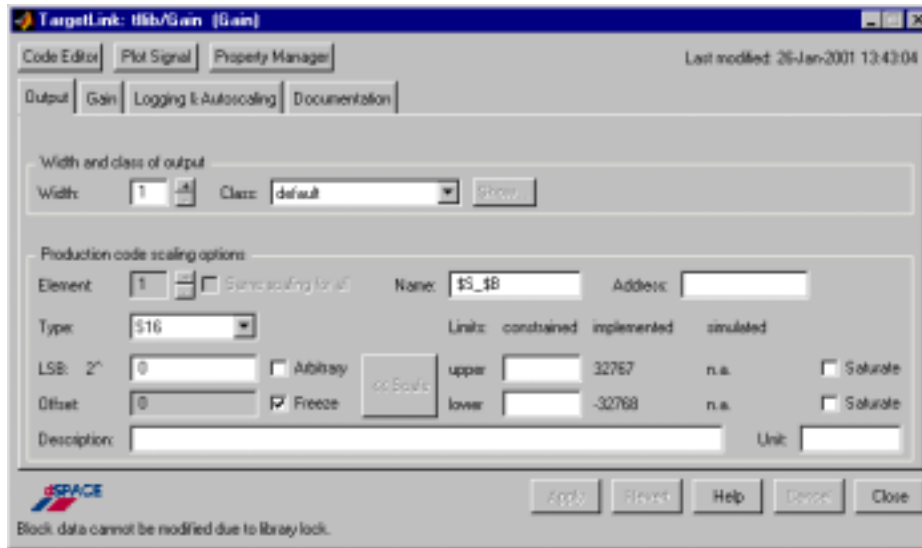 TargetLink: tllib/Gain (Gain)
Code Editor Plot Signal Property Manager Last modified: 26-Jan-2001 13:43:04
Output Gain Logging & Autoscaling Documentation
Width and class of output
Width: 1 Class: default Show...
Production code scaling options
Element 1 Same scaling for all Name: $S_$B Address:
Type: S16 Limits: constrained implemented simulated
LSB: 2^ 0 Arbitrary << Scale upper 32767 n.a. Saturate
Offset: 0 Freeze lower -32768 n.a. Saturate
Description: Unit:
dSPACE Apply Revert Help Cancel Close
Block data cannot be modified due to library lock.